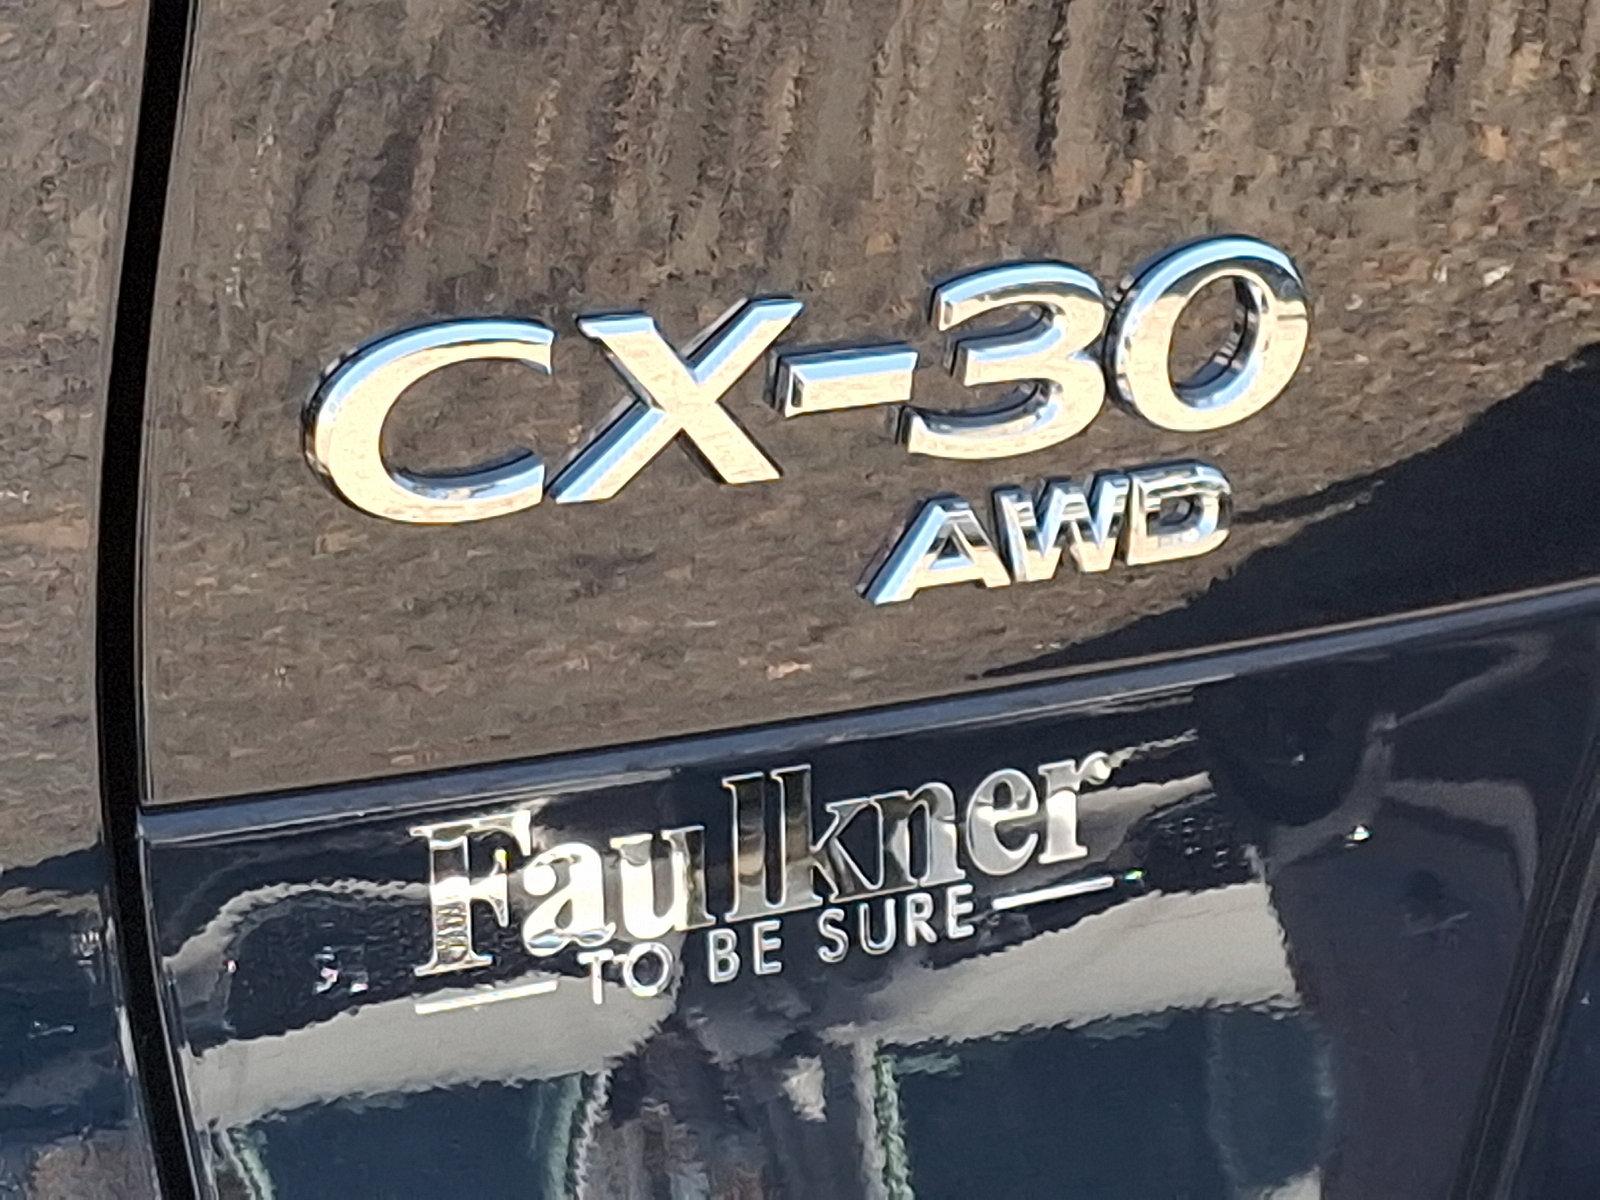 CX-30
AWD
Faulkner
TO BE SURE